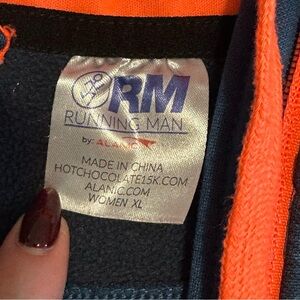 RM
RUNNING MAN
by: ALANIC
MADE IN CHINA
HOTCHOCOLATE15K.COM
ALANIC.COM
WOMEN XL